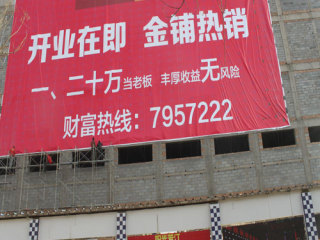 开业在即 金铺热销
一、二十万当老板 丰厚收益无风险
财富热线：7957222